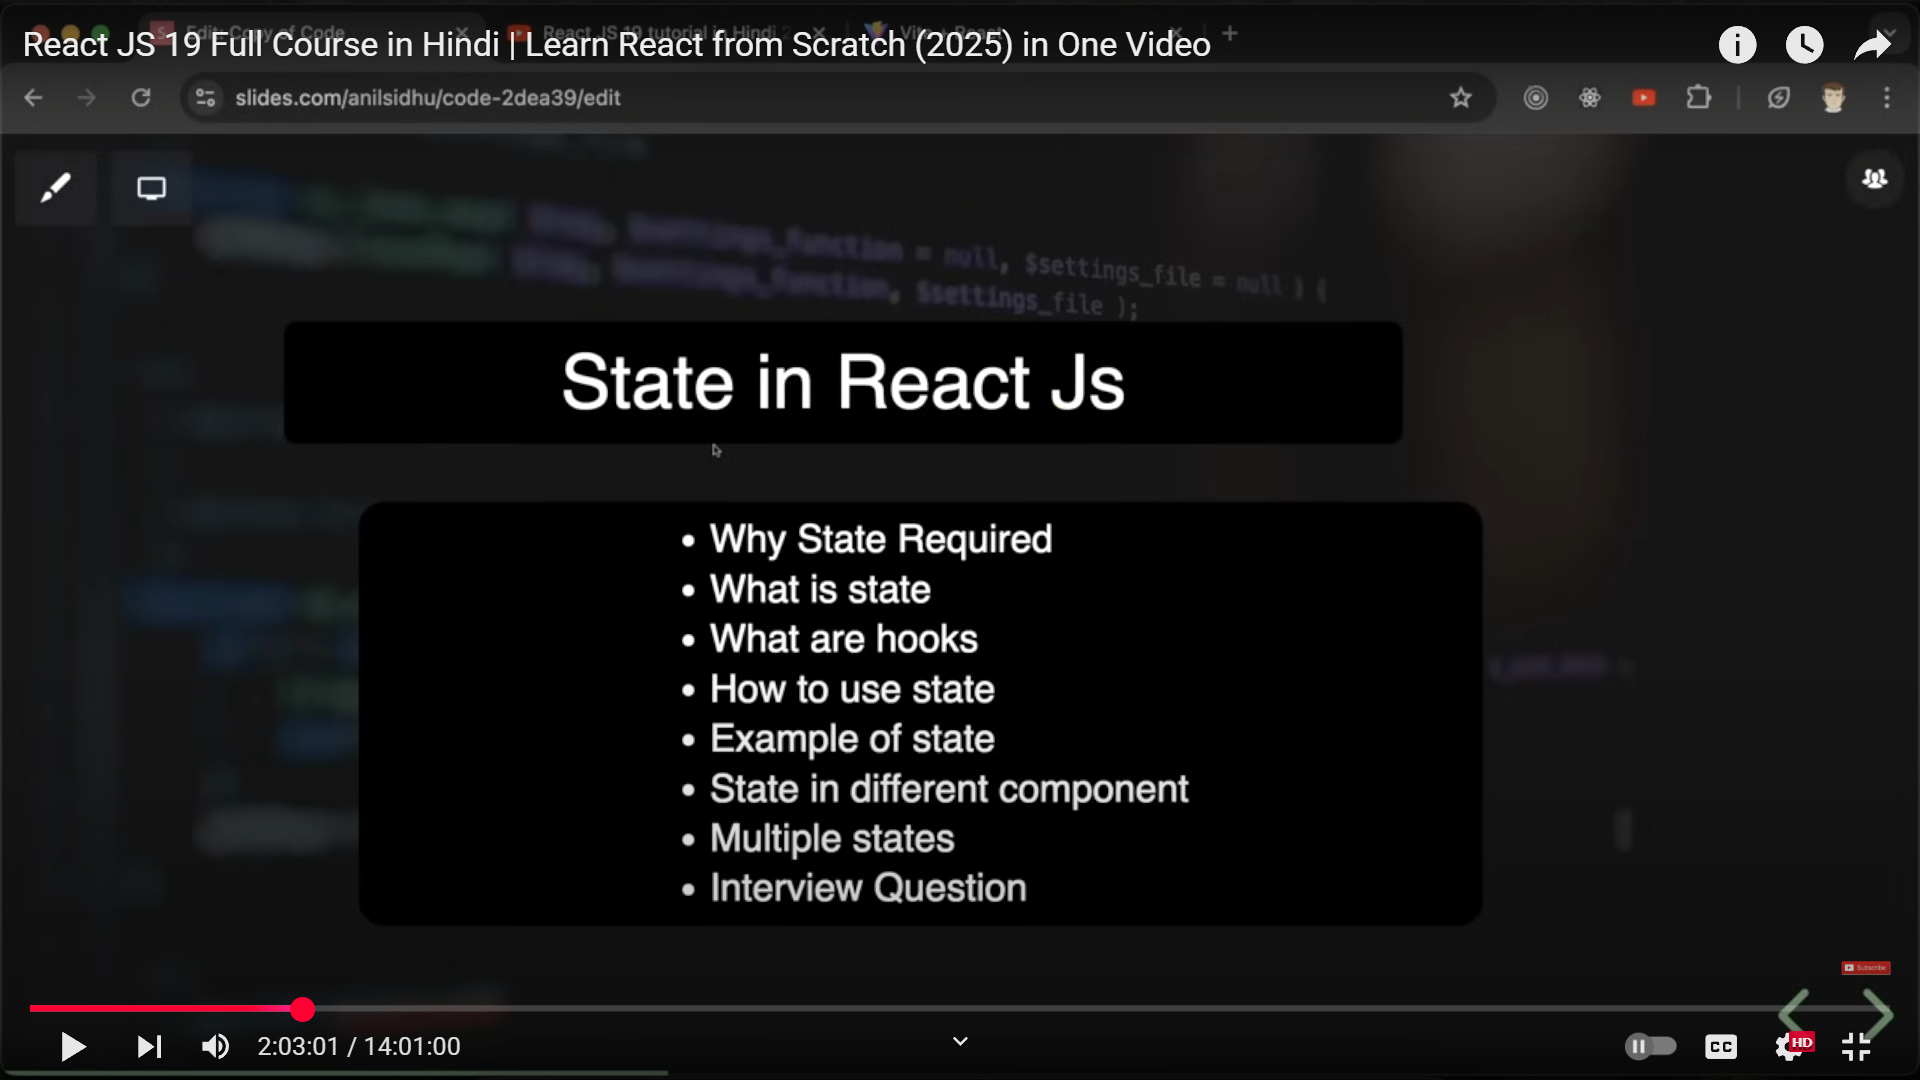 React JS 19 Full Course in Hindi | Learn React from Scratch (2025) in One Video
slides.com/anilsidhu/code-2dea39/edit
= null, $settings_file = null ) {
$settings_file );
State in React Js
• Why State Required
• What is state
• What are hooks
• How to use state
• Example of state
• State in different component
• Multiple states
• Interview Question
Subscribe
2:03:01 / 14:01:00
CC
HD